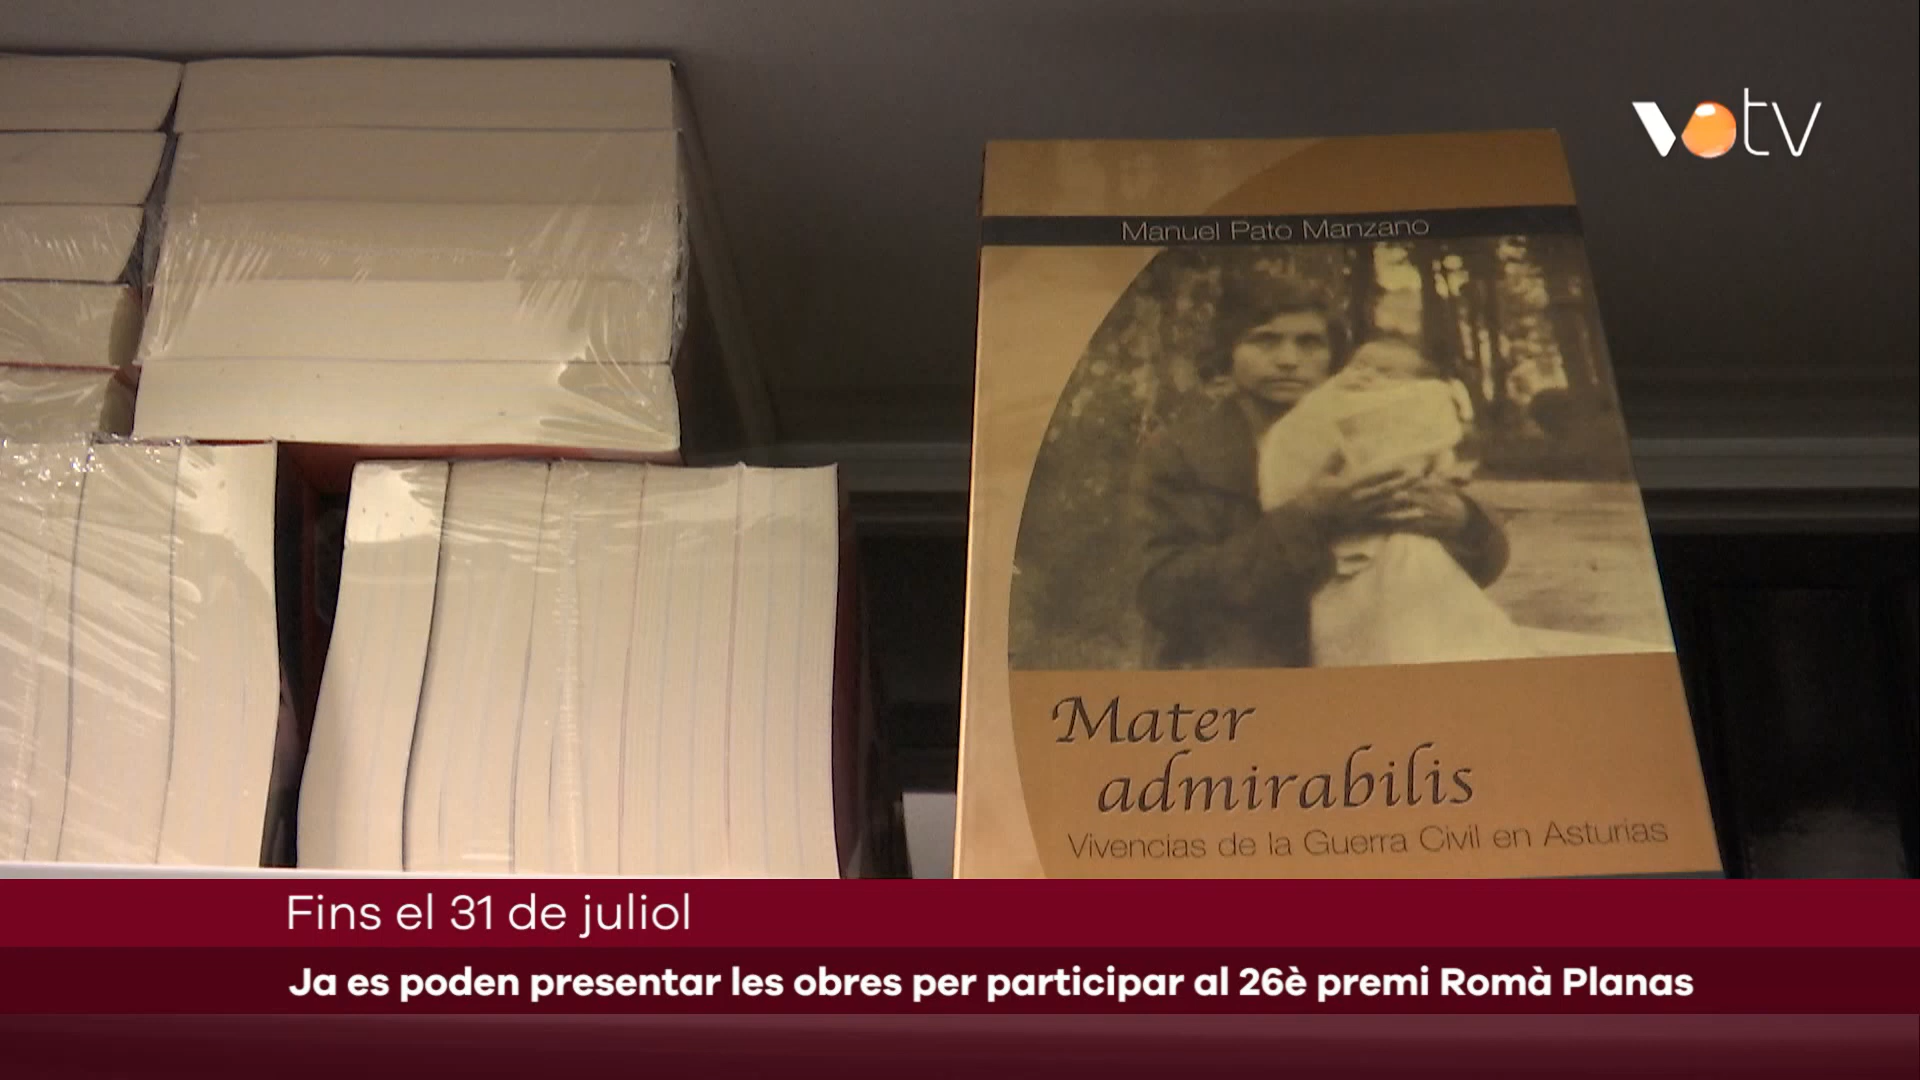 votv
Manuel Pato Manzano
Mater
admirabilis
Vivencias de la Guerra Civil en Asturias
Fins el 31 de juliol
Ja es poden presentar les obres per participar al 26è premi Romà Planas